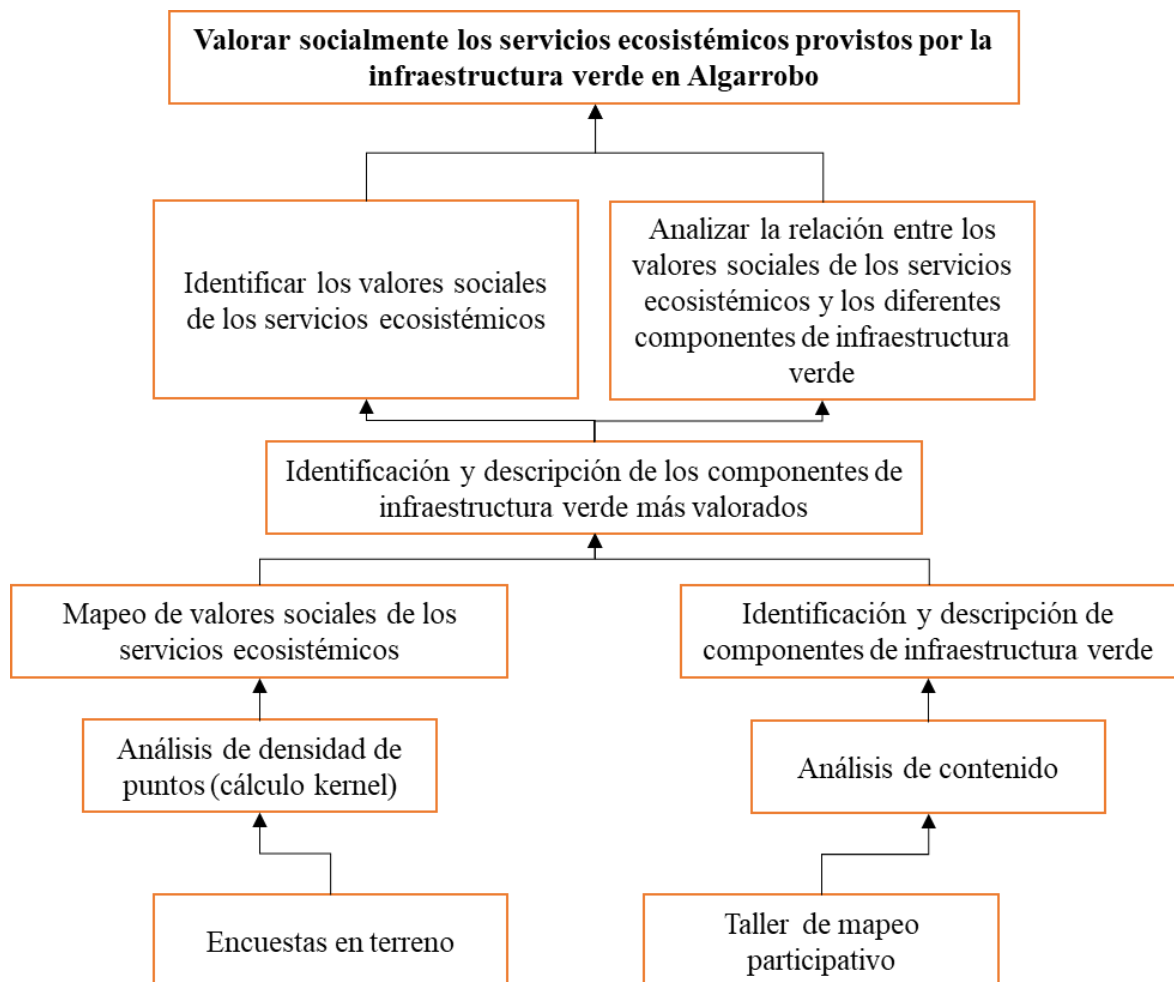 Valorar socialmente los servicios ecosistémicos provistos por la
infraestructura verde en Algarrobo
Identificar los valores sociales
de los servicios ecosistémicos
Analizar la relación entre los
valores sociales de los servicios
ecosistémicos y los diferentes
componentes de infraestructura
verde
Identificación y descripción de los componentes de
infraestructura verde más valorados
Mapeo de valores sociales de los
servicios ecosistémicos
Identificación y descripción de
componentes de infraestructura verde
Análisis de densidad de
puntos (cálculo kernel)
Análisis de contenido
Encuestas en terreno
Taller de mapeo
participativo